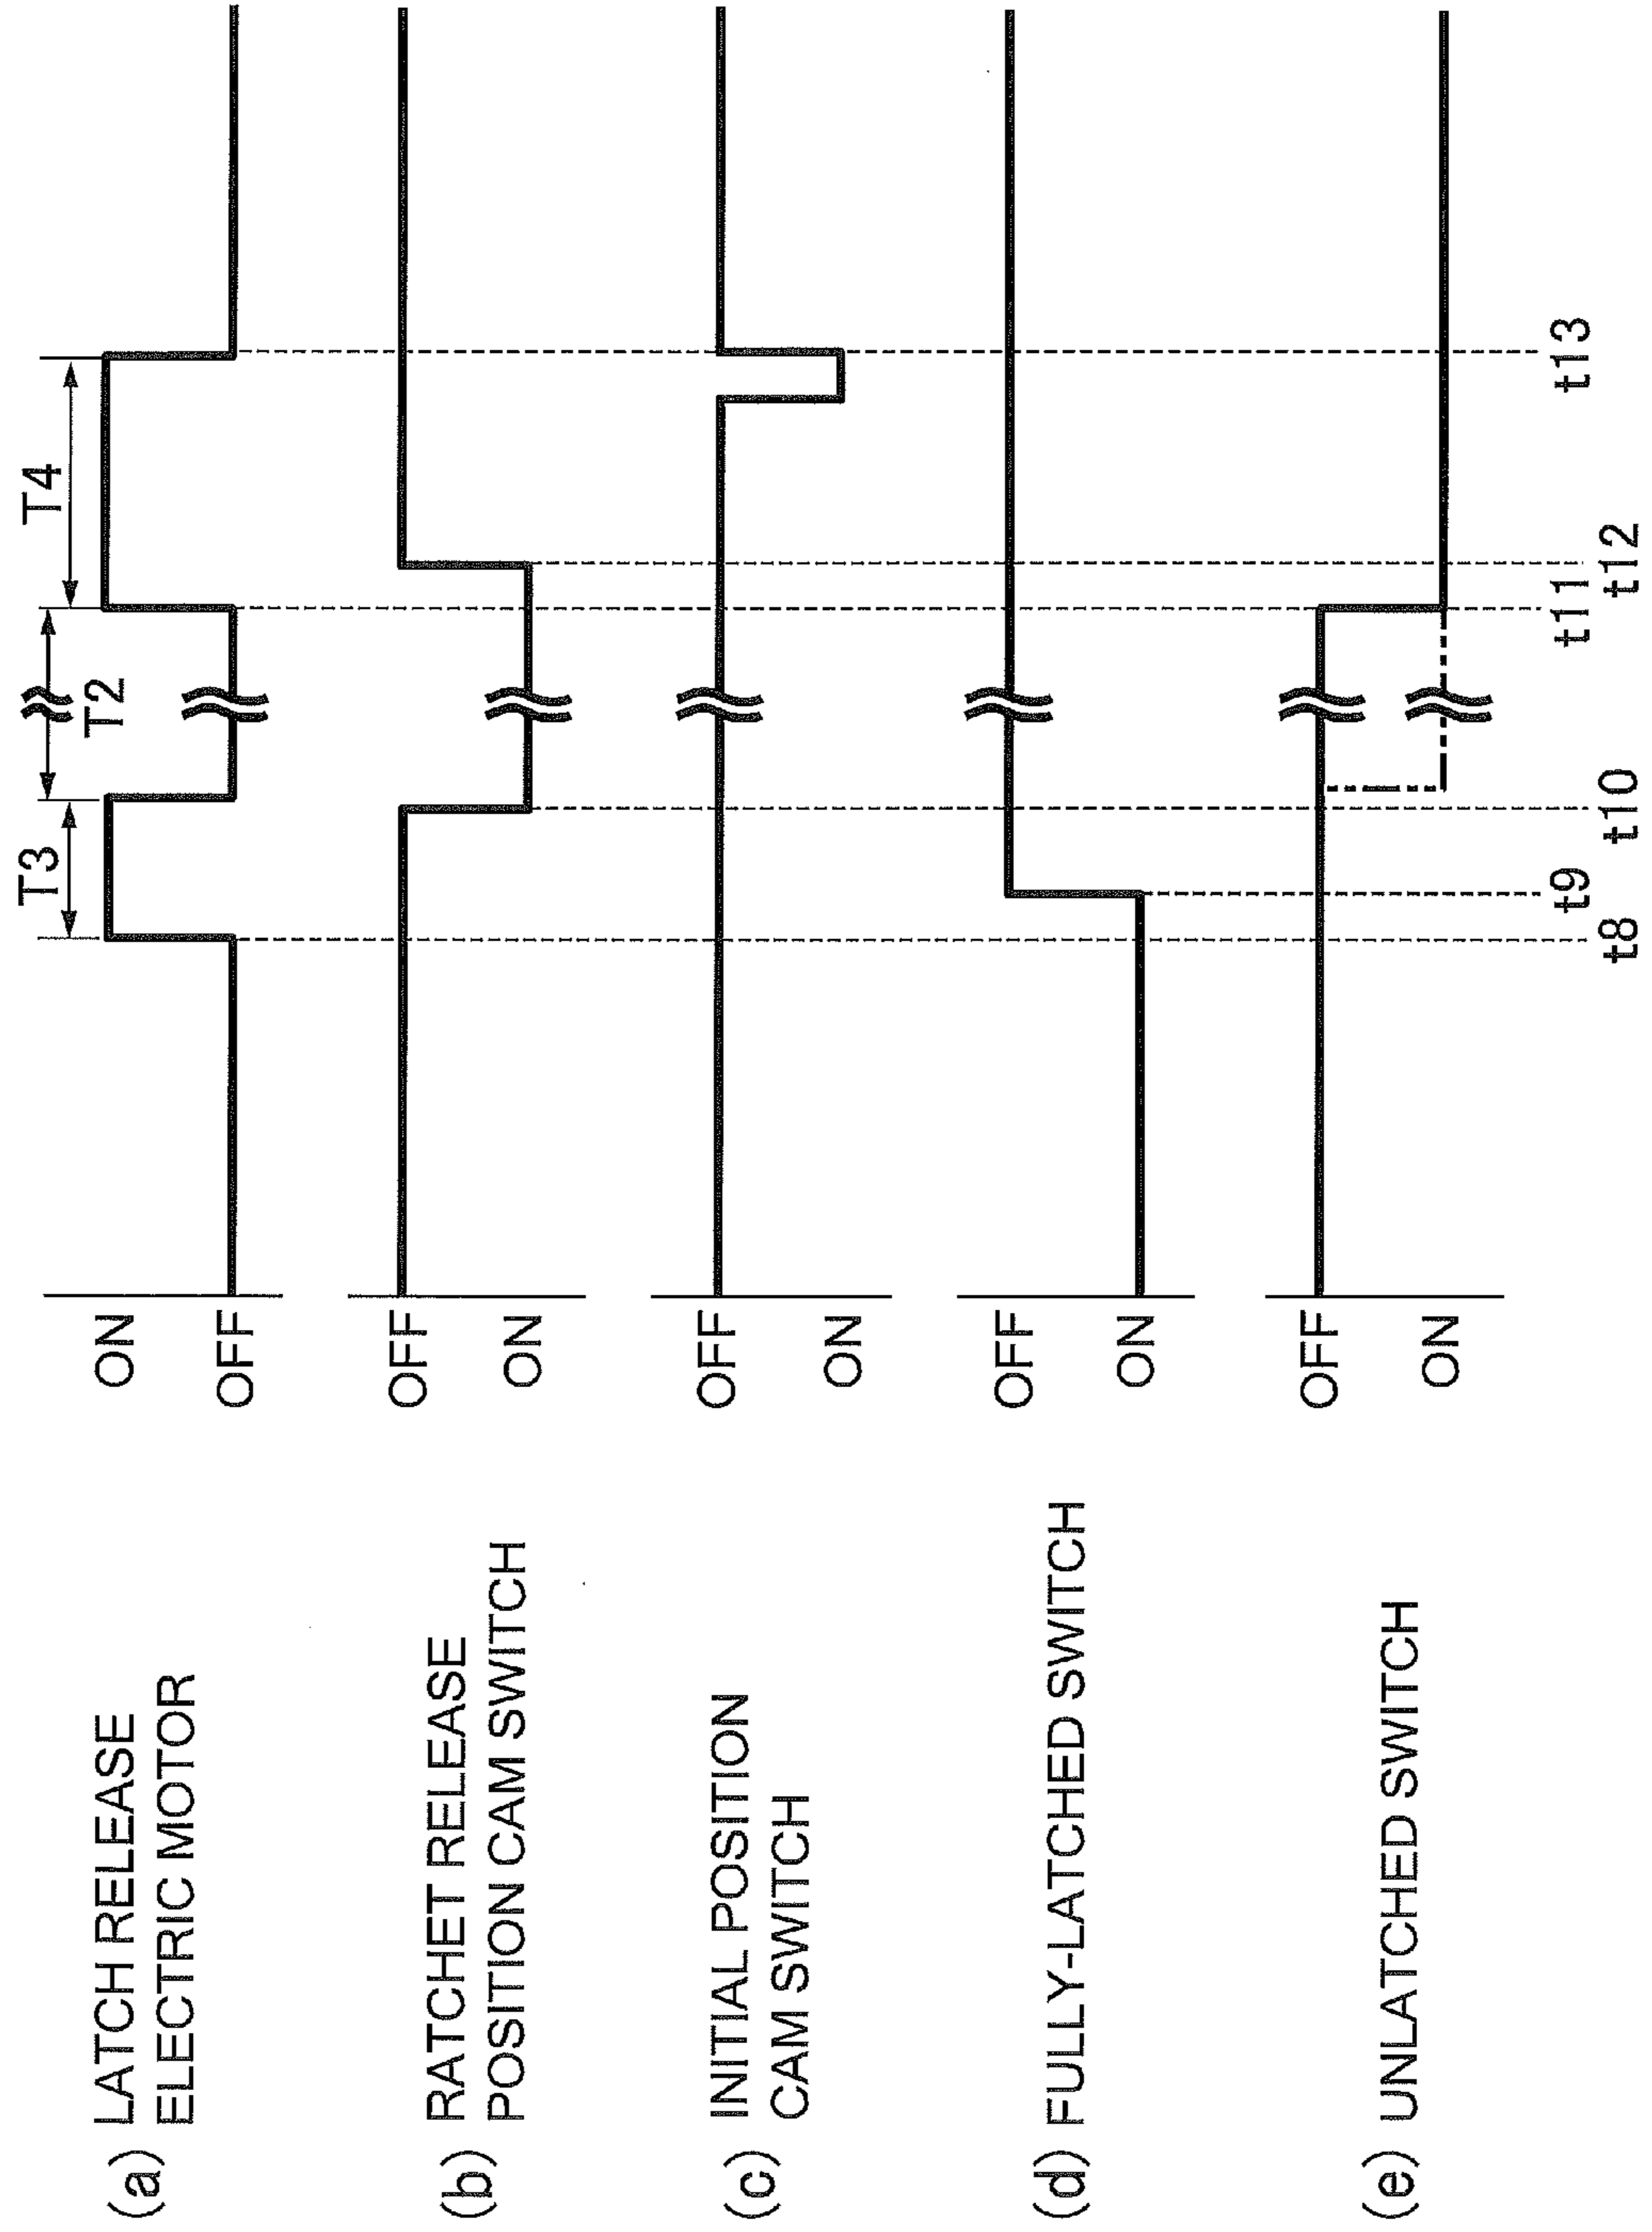 T3
T2
T4
(a) LATCH RELEASE
ELECTRIC MOTOR
ON
OFF
(b) RATCHET RELEASE
POSITION CAM SWITCH
OFF
ON
(c) INITIAL POSITION
CAM SWITCH
OFF
ON
(d) FULLY-LATCHED SWITCH
OFF
ON
(e) UNLATCHED SWITCH
OFF
ON
t8
t9
t10
t11
t12
t13